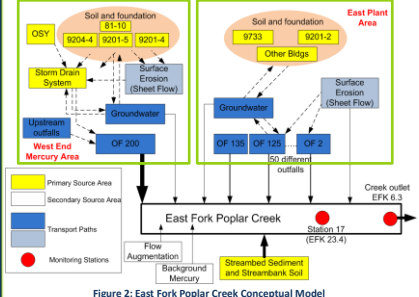 East Plant
Area
Soil and foundation
81-10
OSY
9204-4
9201-5
9201-4
Storm Drain
System
Surface
Erosion
(Sheet Flow)
Groundwater
Upstream
outfalls
West End
Mercury Area
OF 200
Soil and foundation
9733
9201-2
Other Bldgs
Surface
Erosion
(Sheet Flow)
Groundwater
OF 135
OF 125
OF 2
50 different
outfalls
Primary Source Area
Secondary Source Area
Transport Paths
Monitoring Stations
Creek outlet
EFK 6.3
East Fork Poplar Creek
Station 17
(EFK 23.4)
Flow
Augmentation
Background
Mercury
Streambed Sediment
and Streambank Soil
Figure 2: East Fork Poplar Creek Conceptual Model